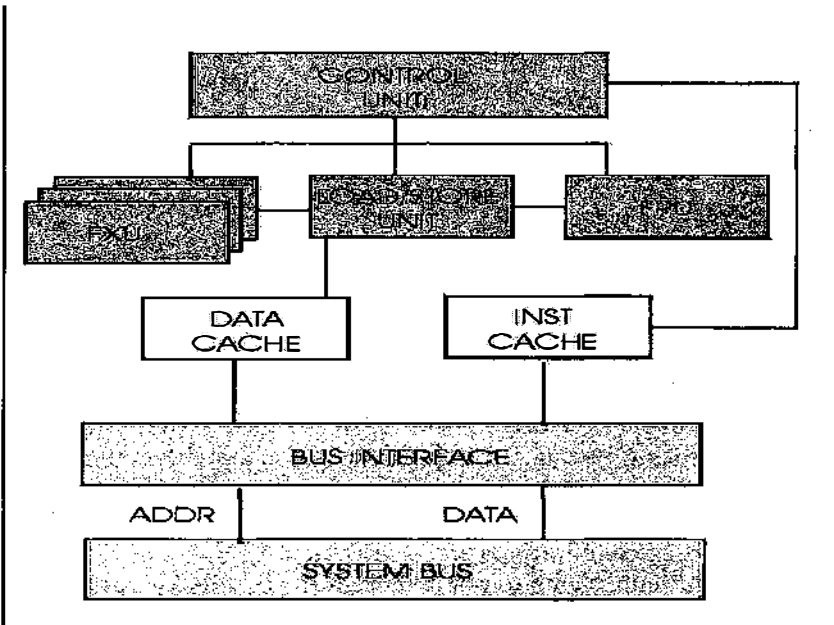 CONTROL
UNIT
LOAD/STORE
UNIT
FXU
DATA
CACHE
INST
CACHE
BUS INTERFACE
ADDR
DATA
SYSTEM BUS